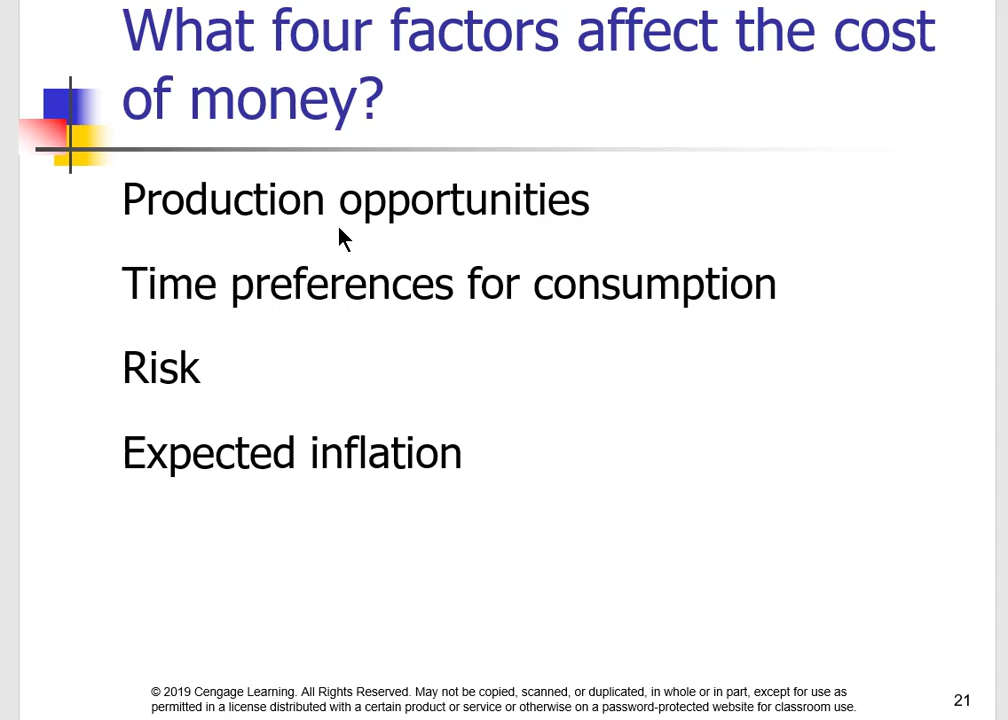 What four factors affect the cost
of money?
Production opportunities
Time preferences for consumption
Risk
Expected inflation
© 2019 Cengage Learning. All Rights Reserved. May not be copied, scanned, or duplicated, in whole or in part, except for use as
permitted in a license distributed with a certain product or service or otherwise on a password-protected website for classroom use.
21